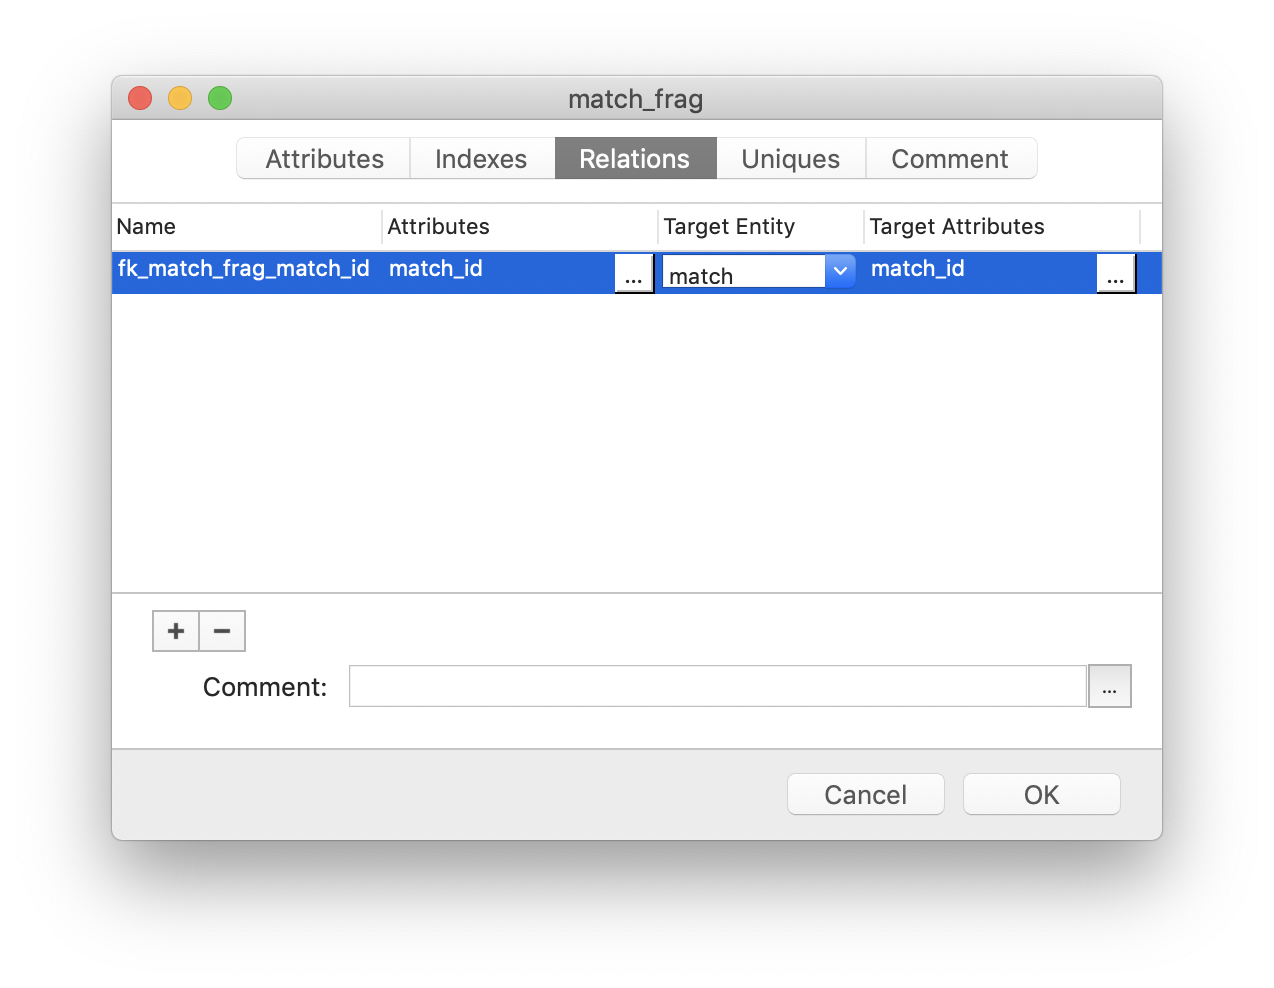 match_frag
Attributes Indexes Relations Uniques Comment
Name Attributes Target Entity Target Attributes
fk_match_frag_match_id match_id ... match match_id ...
+ −
Comment: ...
Cancel OK